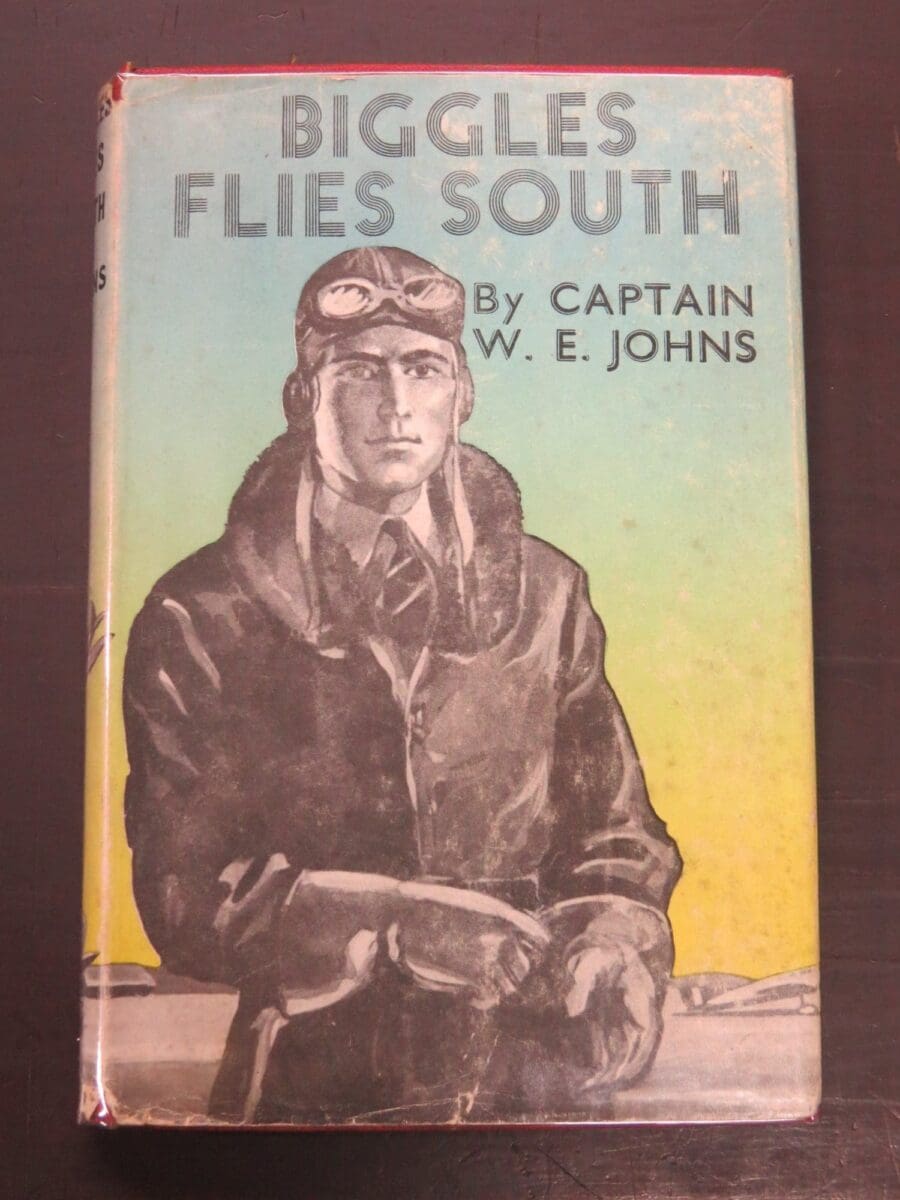 BIGGLES
FLIES SOUTH
By CAPTAIN
W. E. JOHNS